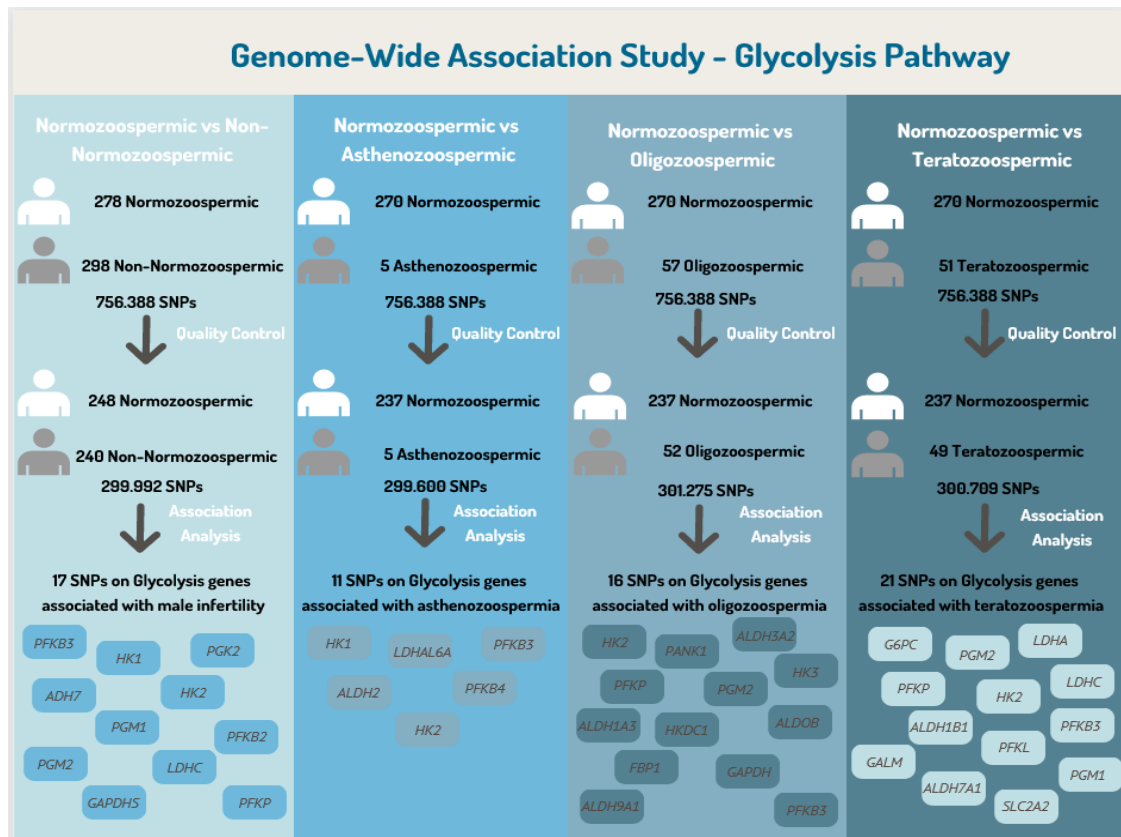 Genome-Wide Association Study - Glycolysis Pathway
Normozoospermic vs Non-
Normozoospermic
278 Normozoospermic
298 Non-Normozoospermic
756.388 SNPs
Quality Control
248 Normozoospermic
240 Non-Normozoospermic
299.992 SNPs
Association
Analysis
17 SNPs on Glycolysis genes
associated with male infertility
PFKB3
HK1
PGK2
ADH7
HK2
PGM1
PFKB2
PGM2
LDHC
GAPDHS
PFKP
Normozoospermic vs
Asthenozoospermic
270 Normozoospermic
5 Asthenozoospermic
756.388 SNPs
Quality Control
237 Normozoospermic
5 Asthenozoospermic
299.600 SNPs
Association
Analysis
11 SNPs on Glycolysis genes
associated with asthenozoospermia
HK1
LDHAL6A
PFKB3
ALDH2
PFKB4
HK2
Normozoospermic vs
Oligozoospermic
270 Normozoospermic
57 Oligozoospermic
756.388 SNPs
Quality Control
237 Normozoospermic
52 Oligozoospermic
301.275 SNPs
Association
Analysis
16 SNPs on Glycolysis genes
associated with oligozoospermia
HK2
PANK1
ALDH3A2
HK3
PFKP
PGM2
ALDH1A3
HKDC1
ALDOB
FBP1
GAPDH
ALDH9A1
PFKB3
Normozoospermic vs
Teratozoospermic
270 Normozoospermic
51 Teratozoospermic
756.388 SNPs
Quality Control
237 Normozoospermic
49 Teratozoospermic
300.709 SNPs
Association
Analysis
21 SNPs on Glycolysis genes
associated with teratozoospermia
G6PC
PGM2
LDHA
PFKP
HK2
LDHC
ALDH1B1
PFKL
PFKB3
GALM
ALDH7A1
PGM1
SLC2A2